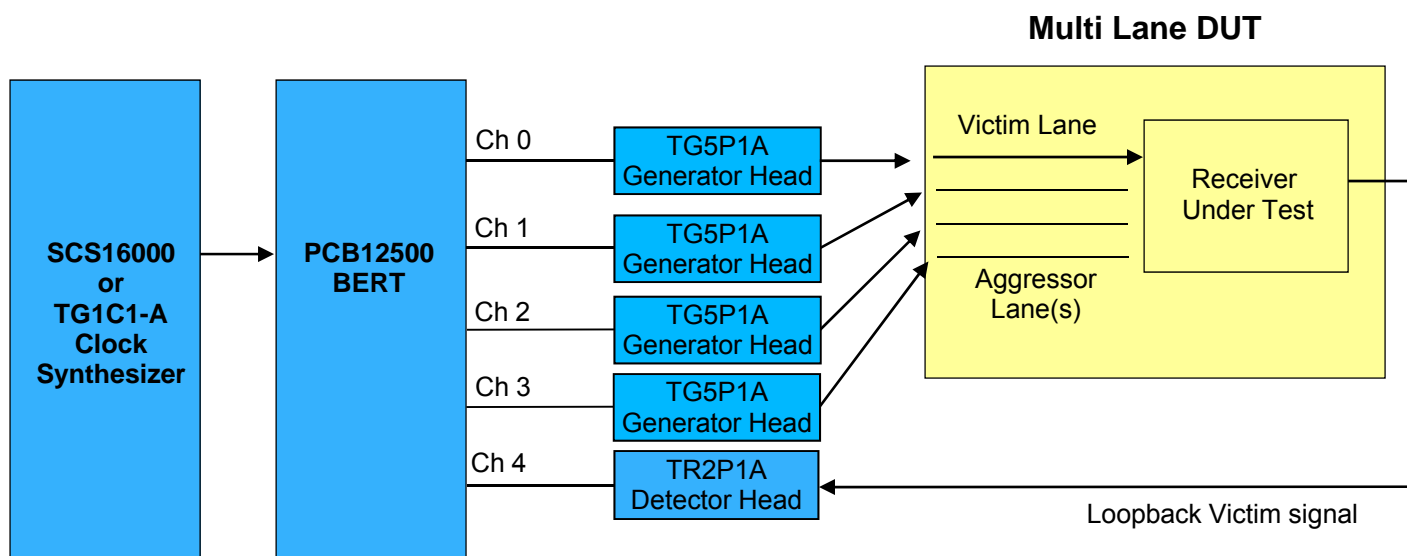 Multi Lane DUT
SCS16000
or
TG1C1-A
Clock
Synthesizer
PCB12500
BERT
Ch 0
TG5P1A
Generator Head
Ch 1
TG5P1A
Generator Head
Ch 2
TG5P1A
Generator Head
Ch 3
TG5P1A
Generator Head
Ch 4
TR2P1A
Detector Head
Victim Lane
Aggressor
Lane(s)
Receiver
Under Test
Loopback Victim signal